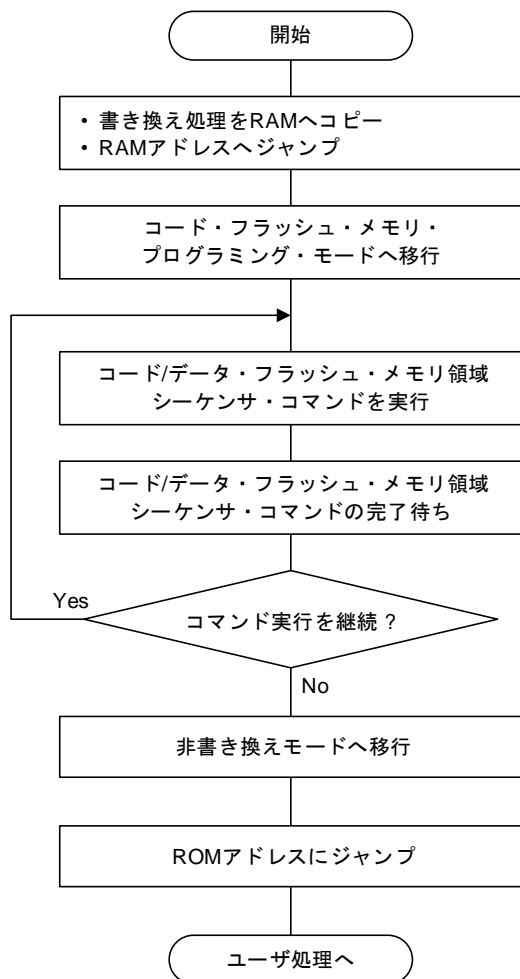 開始
・ 書き換え処理をRAMへコピー
・ RAMアドレスへジャンプ
コード・フラッシュ・メモリ・
プログラミング・モードへ移行
コード/データ・フラッシュ・メモリ領域
シーケンサ・コマンドを実行
コード/データ・フラッシュ・メモリ領域
シーケンサ・コマンドの完了待ち
Yes
コマンド実行を継続？
No
非書き換えモードへ移行
ROMアドレスにジャンプ
ユーザ処理へ